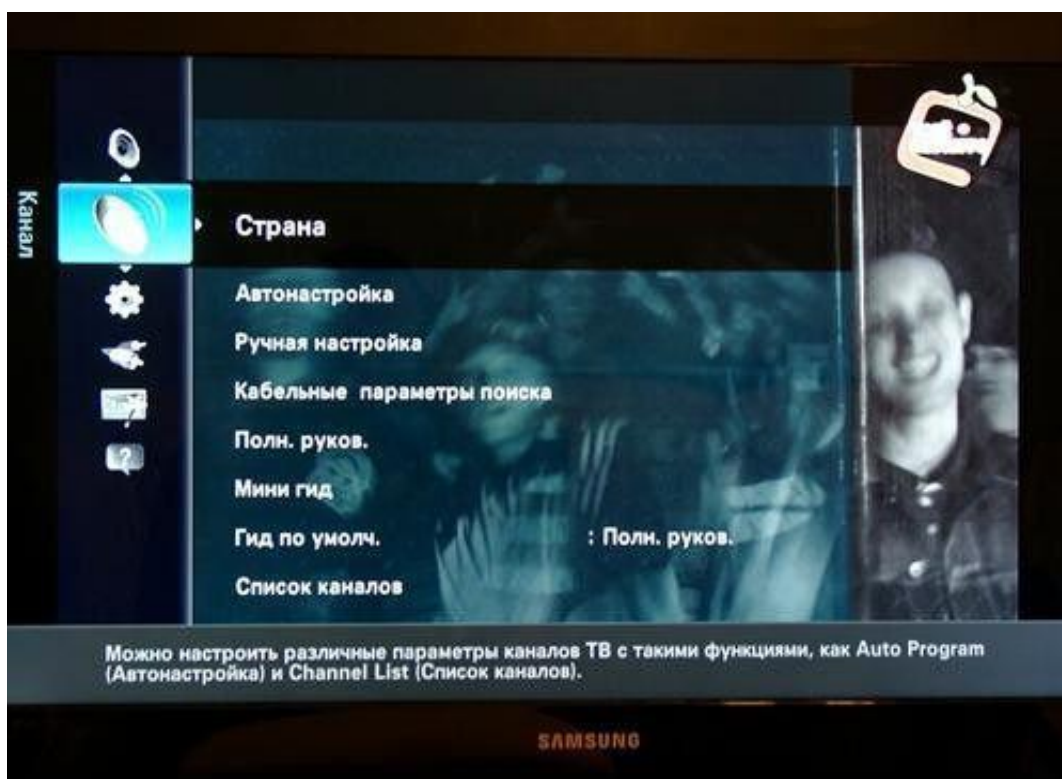 Канал
Страна
Автонастройка
Ручная настройка
Кабельные параметры поиска
Полн. руков.
Мини гид
Гид по умолч. : Полн. руков.
Список каналов
Можно настроить различные параметры каналов ТВ с такими функциями, как Auto Program
(Автонастройка) и Channel List (Список каналов).
SAMSUNG